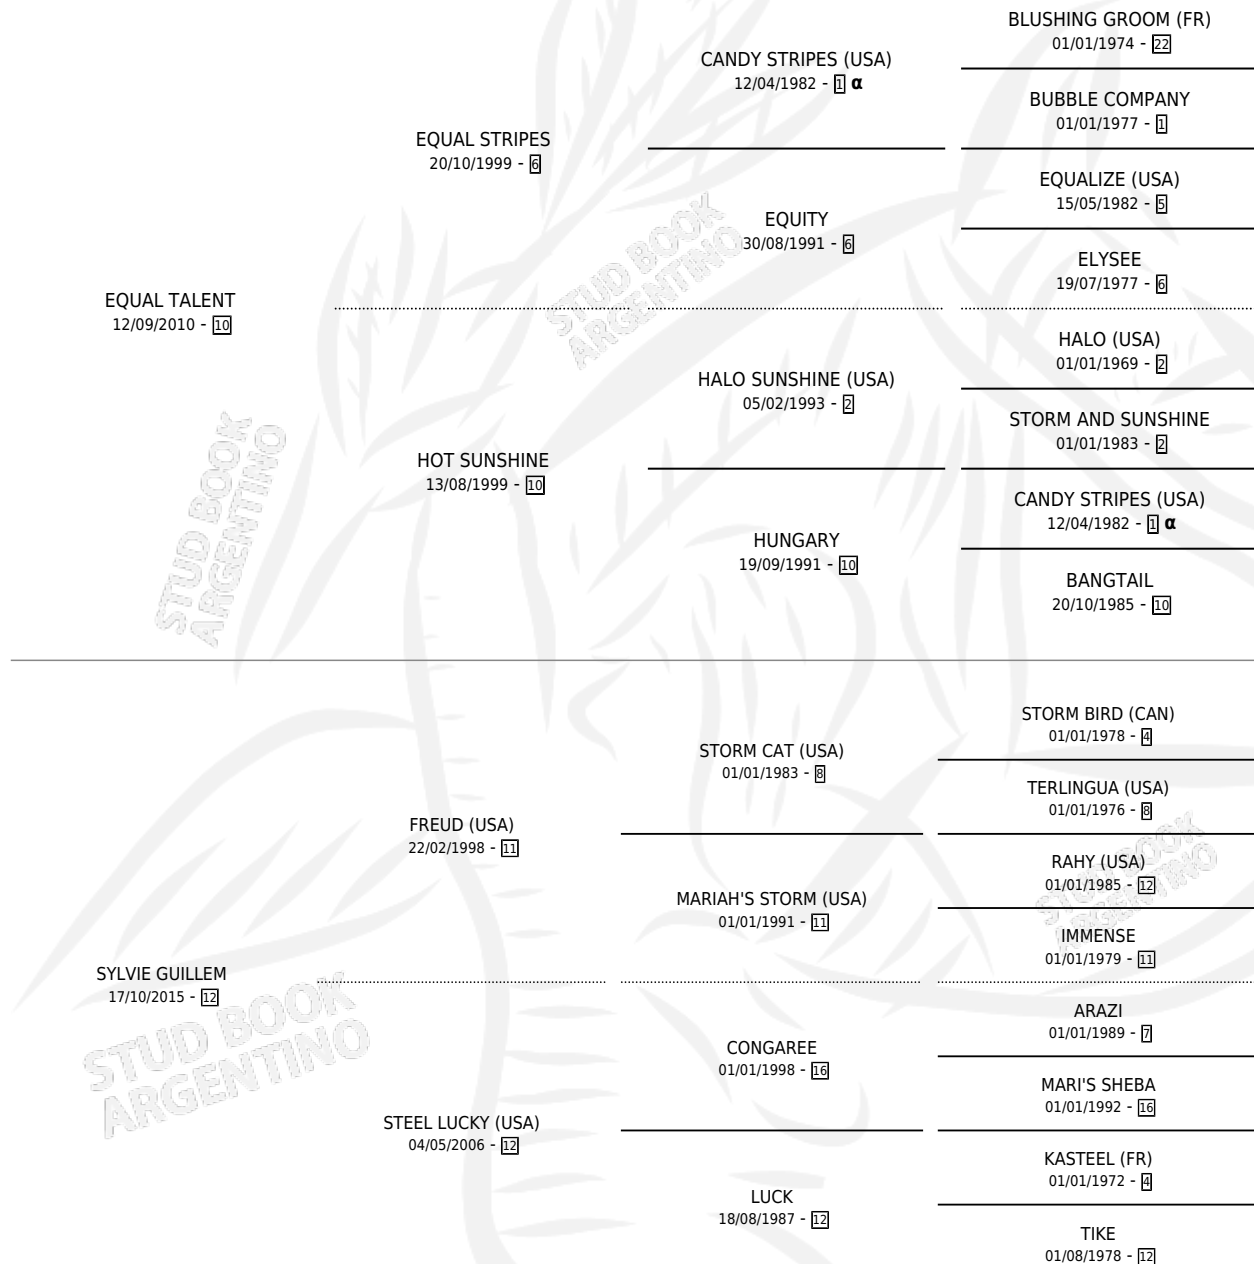 BLUSHING GROOM (FR)
01/01/1974 - 22
CANDY STRIPES (USA)
12/04/1982 - 1 α
BUBBLE COMPANY
01/01/1977 - 1
EQUAL STRIPES
20/10/1999 - 6
EQUALIZE (USA)
15/05/1982 - 5
EQUITY
30/08/1991 - 6
ELYSEE
19/07/1977 - 6
EQUAL TALENT
12/09/2010 - 10
HALO (USA)
01/01/1969 - 2
HALO SUNSHINE (USA)
05/02/1993 - 2
STORM AND SUNSHINE
01/01/1983 - 2
HOT SUNSHINE
13/08/1999 - 10
CANDY STRIPES (USA)
12/04/1982 - 1 α
HUNGARY
19/09/1991 - 10
BANGTAIL
20/10/1985 - 10
STORM BIRD (CAN)
01/01/1978 - 4
STORM CAT (USA)
01/01/1983 - 8
TERLINGUA (USA)
01/01/1976 - 8
FREUD (USA)
22/02/1998 - 11
RAHY (USA)
01/01/1985 - 12
MARIAH'S STORM (USA)
01/01/1991 - 11
IMMENSE
01/01/1979 - 11
SYLVIE GUILLEM
17/10/2015 - 12
ARAZI
01/01/1989 - 7
CONGAREE
01/01/1998 - 16
MARI'S SHEBA
01/01/1992 - 16
STEEL LUCKY (USA)
04/05/2006 - 12
KASTEEL (FR)
01/01/1972 - 4
LUCK
18/08/1987 - 12
TIKE
01/08/1978 - 12
STUD BOOK
ARGENTINO
STUD BOOK
ARGENTINO
STUD BOOK
ARGENTINO
STUD BOOK
ARGENTINO